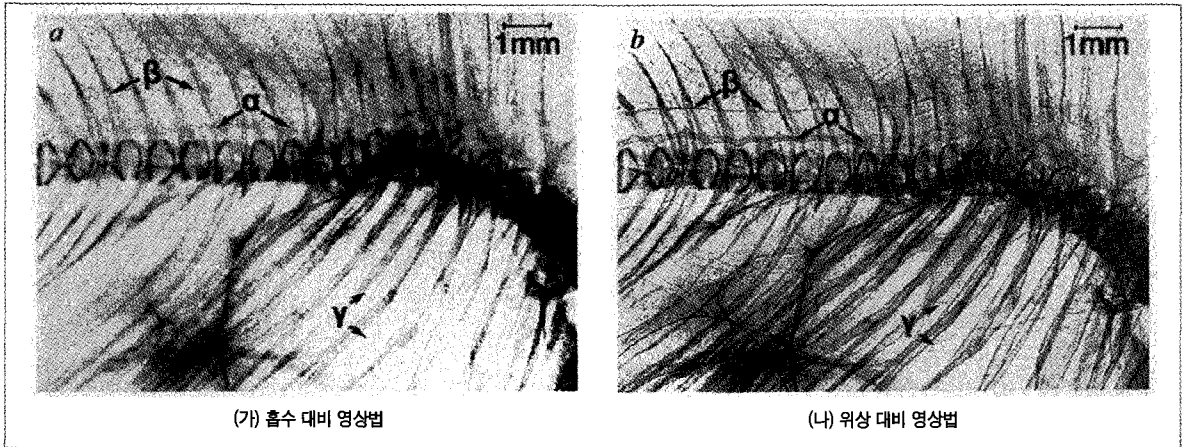 a
1mm
β
α
γ
(가) 흡수 대비 영상법
b
1mm
β
α
γ
(나) 위상 대비 영상법